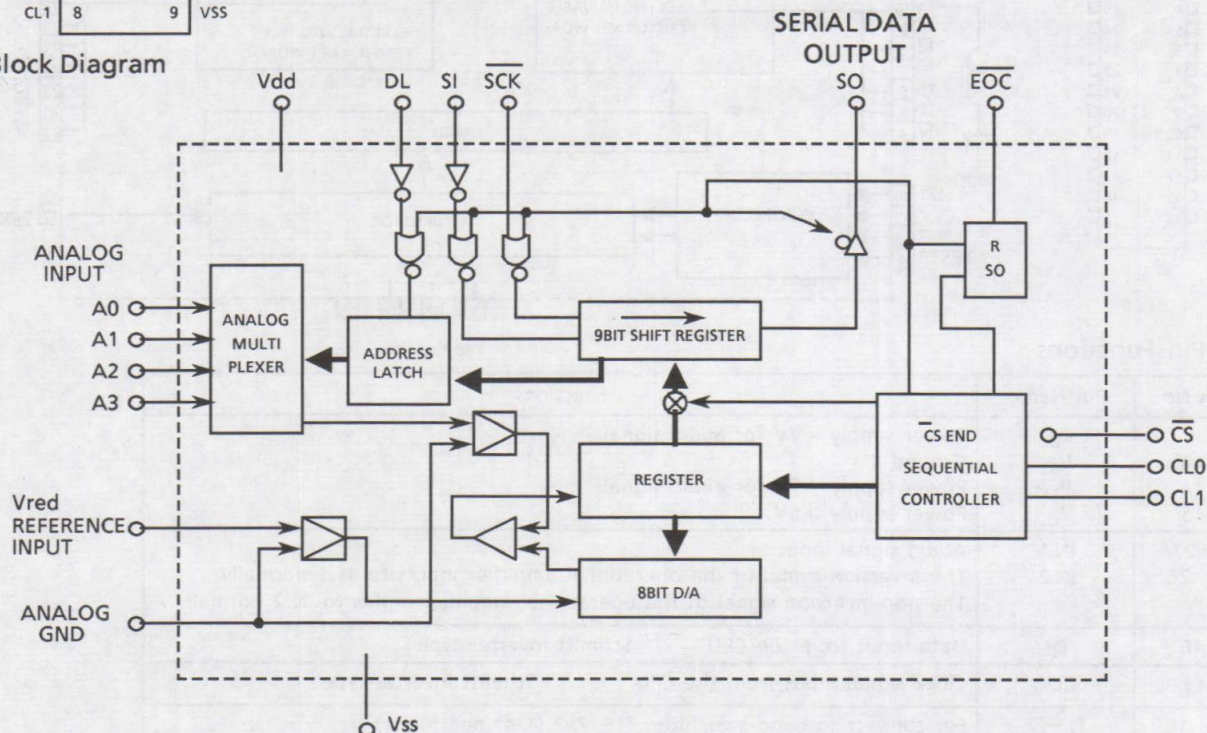 CL1 8 9 VSS
Block Diagram
SERIAL DATA
OUTPUT
Vdd DL SI SCK SO EOC
ANALOG
INPUT
A0
A1
A2
A3
ANALOG
MULTI
PLEXER
ADDRESS
LATCH
9BIT SHIFT REGISTER
R
SO
CS END
SEQUENTIAL
CONTROLLER
CS
CL0
CL1
REGISTER
8BIT D/A
Vred
REFERENCE
INPUT
ANALOG
GND
Vss